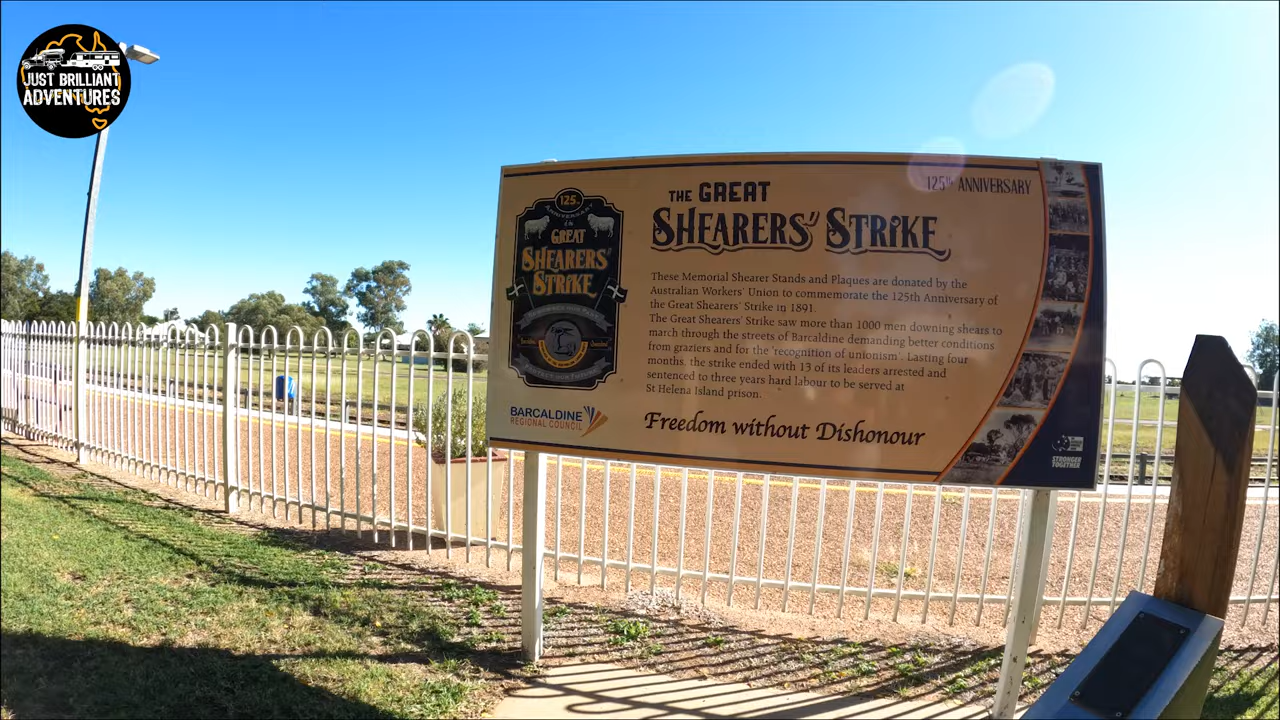 JUST BRILLIANT
ADVENTURES
125TH ANNIVERSARY
THE GREAT
SHEARERS' STRIKE
125TH
ANNIVERSARY
GREAT
SHEARERS'
STRIKE
These Memorial Shearer Stands and Plaques are donated by the
Australian Workers' Union to commemorate the 125th Anniversary of
the Great Shearers' Strike in 1891.
The Great Shearers' Strike saw more than 1000 men downing shears to
march through the streets of Barcaldine demanding better conditions
from graziers and for the 'recognition of unionism'. Lasting four
months, the strike ended with 13 of its leaders arrested and
sentenced to three years hard labour to be served at
St Helena Island prison.
Freedom without Dishonour
BARCALDINE
REGIONAL COUNCIL
STRONGER
TOGETHER